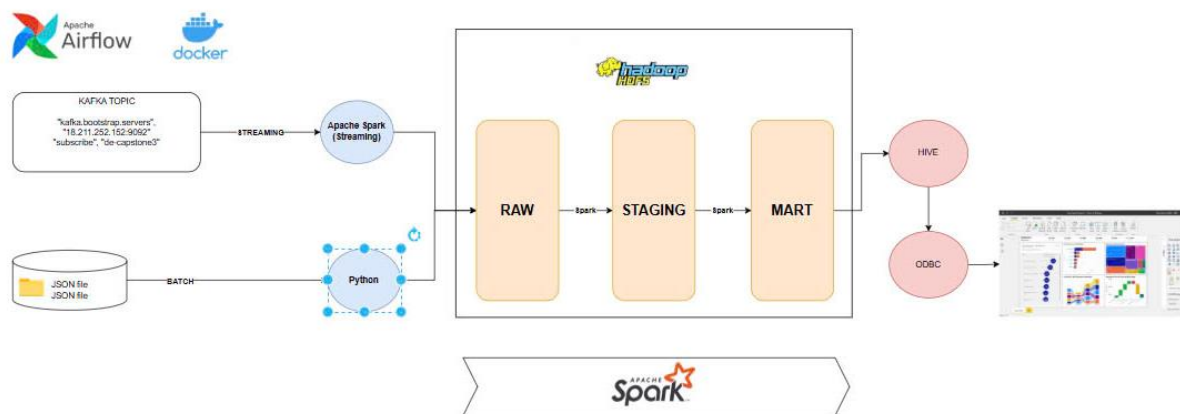 Apache
Airflow
docker
hadoop
HDFS
KAFKA TOPIC
"kafka.bootstrap.servers",
"18.211.252.152:9092"
"subscribe", "de-capstone3"
STREAMING
Apache Spark
(Streaming)
RAW
Spark
STAGING
Spark
MART
HIVE
ODBC
JSON file
JSON file
BATCH
Python
APACHE
Spark